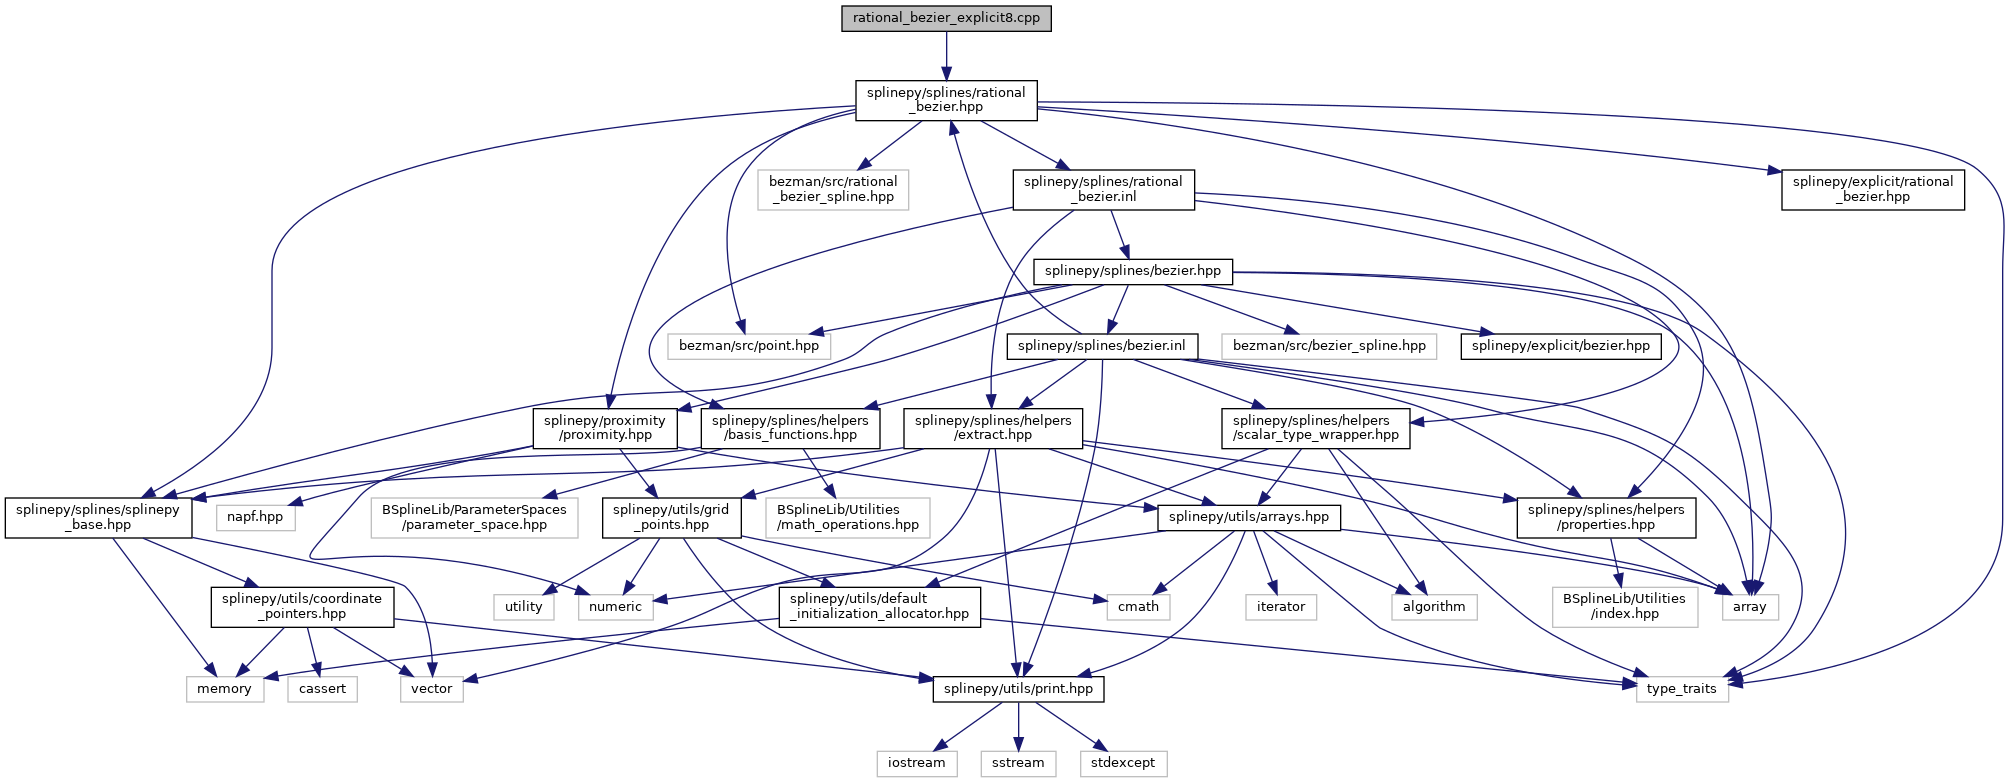 rational_bezier_explicit8.cpp
splinepy/splines/rational
_bezier.hpp
bezman/src/rational
_bezier_spline.hpp
splinepy/splines/rational
_bezier.inl
splinepy/explicit/rational
_bezier.hpp
splinepy/splines/bezier.hpp
bezman/src/point.hpp
splinepy/splines/bezier.inl
bezman/src/bezier_spline.hpp
splinepy/explicit/bezier.hpp
splinepy/proximity
/proximity.hpp
splinepy/splines/helpers
/basis_functions.hpp
splinepy/splines/helpers
/extract.hpp
splinepy/splines/helpers
/scalar_type_wrapper.hpp
splinepy/splines/splinepy
_base.hpp
napf.hpp
BSplineLib/ParameterSpaces
/parameter_space.hpp
splinepy/utils/grid
_points.hpp
BSplineLib/Utilities
/math_operations.hpp
splinepy/utils/arrays.hpp
splinepy/splines/helpers
/properties.hpp
splinepy/utils/coordinate
_pointers.hpp
utility
numeric
splinepy/utils/default
_initialization_allocator.hpp
cmath
iterator
algorithm
BSplineLib/Utilities
/index.hpp
array
memory
cassert
vector
splinepy/utils/print.hpp
type_traits
iostream
sstream
stdexcept